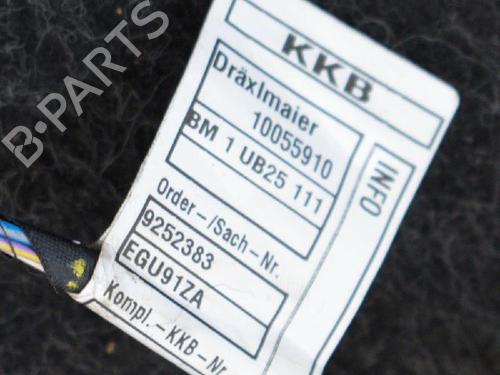 KKB
Dräxlmaier
10055910
BM 1 UB25 111
INFO
Order-/Sach-Nr.
9252383
EGU91ZA
Kompl.-KKB-Nr
B-PARTS